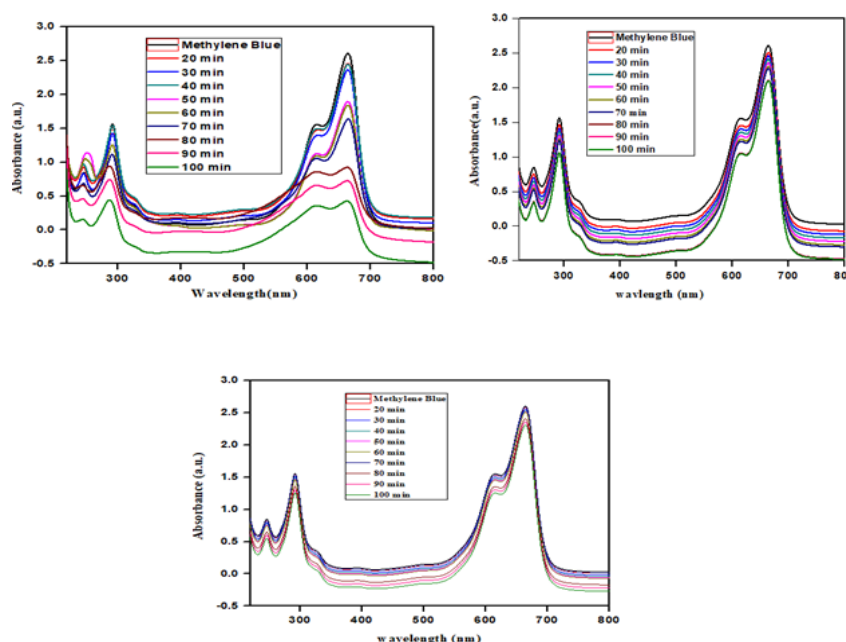 3.0
2.5
2.0
1.5
1.0
0.5
0.0
-0.5
Absorbance(a.u.)
Methylene Blue
20 min
30 min
40 min
50 min
60 min
70 min
80 min
90 min
100 min
300 400 500 600 700 800
Wavelength(nm)
3.0
2.5
2.0
1.5
1.0
0.5
0.0
-0.5
Absorbance(a.u.)
Methylene Blue
20 min
30 min
40 min
50 min
60 min
70 min
80 min
90 min
100 min
300 400 500 600 700 800
wavelength (nm)
3.0
2.5
2.0
1.5
1.0
0.5
0.0
-0.5
Absorbance (a.u.)
Methylene Blue
20 min
30 min
40 min
50 min
60 min
70 min
80 min
90 min
100 min
300 400 500 600 700 800
wavelength (nm)